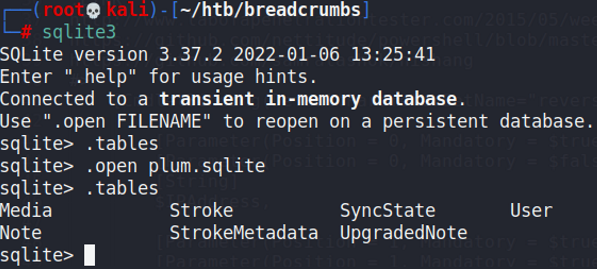 (root💀kali)-[~/htb/breadcrumbs]
# sqlite3
SQLite version 3.37.2 2022-01-06 13:25:41
Enter ".help" for usage hints.
Connected to a transient in-memory database.
Use ".open FILENAME" to reopen on a persistent database.
sqlite> .tables
sqlite> .open plum.sqlite
sqlite> .tables
Media Stroke SyncState User
Note StrokeMetadata UpgradedNote
sqlite>